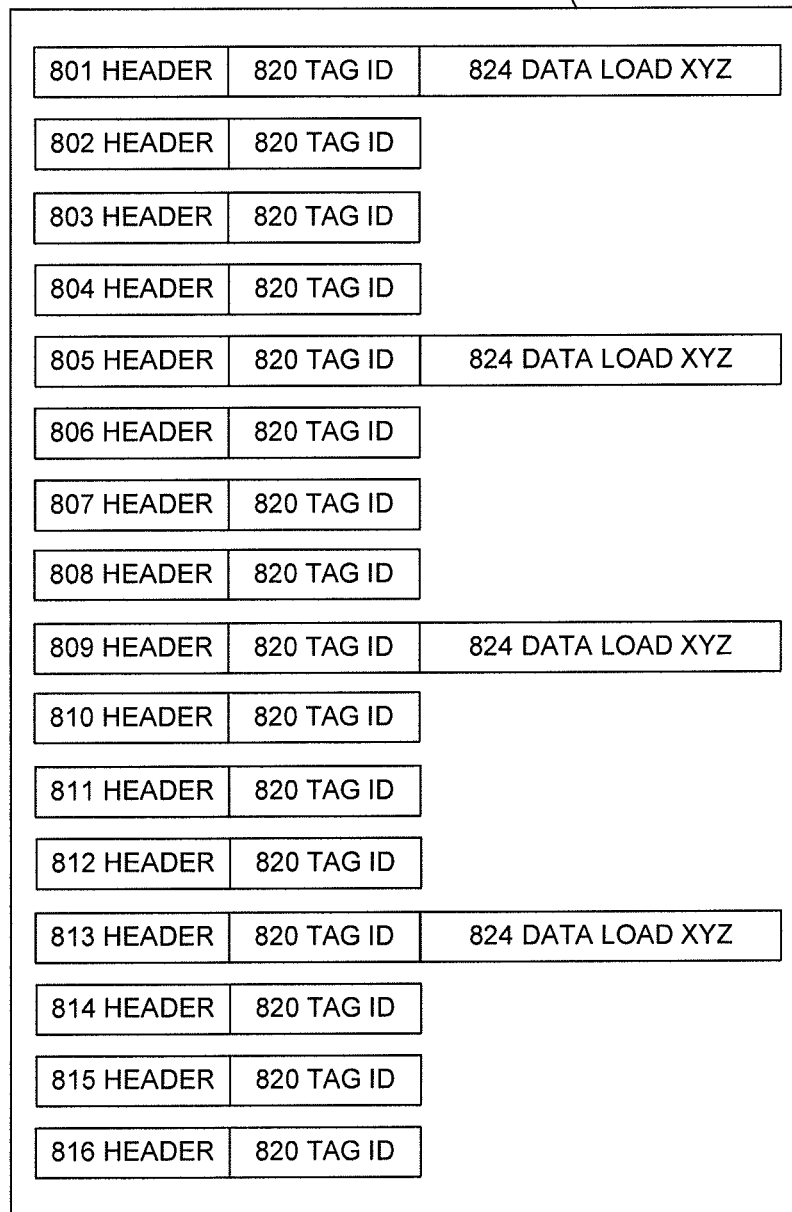 801 HEADER 820 TAG ID 824 DATA LOAD XYZ
802 HEADER 820 TAG ID
803 HEADER 820 TAG ID
804 HEADER 820 TAG ID
805 HEADER 820 TAG ID 824 DATA LOAD XYZ
806 HEADER 820 TAG ID
807 HEADER 820 TAG ID
808 HEADER 820 TAG ID
809 HEADER 820 TAG ID 824 DATA LOAD XYZ
810 HEADER 820 TAG ID
811 HEADER 820 TAG ID
812 HEADER 820 TAG ID
813 HEADER 820 TAG ID 824 DATA LOAD XYZ
814 HEADER 820 TAG ID
815 HEADER 820 TAG ID
816 HEADER 820 TAG ID